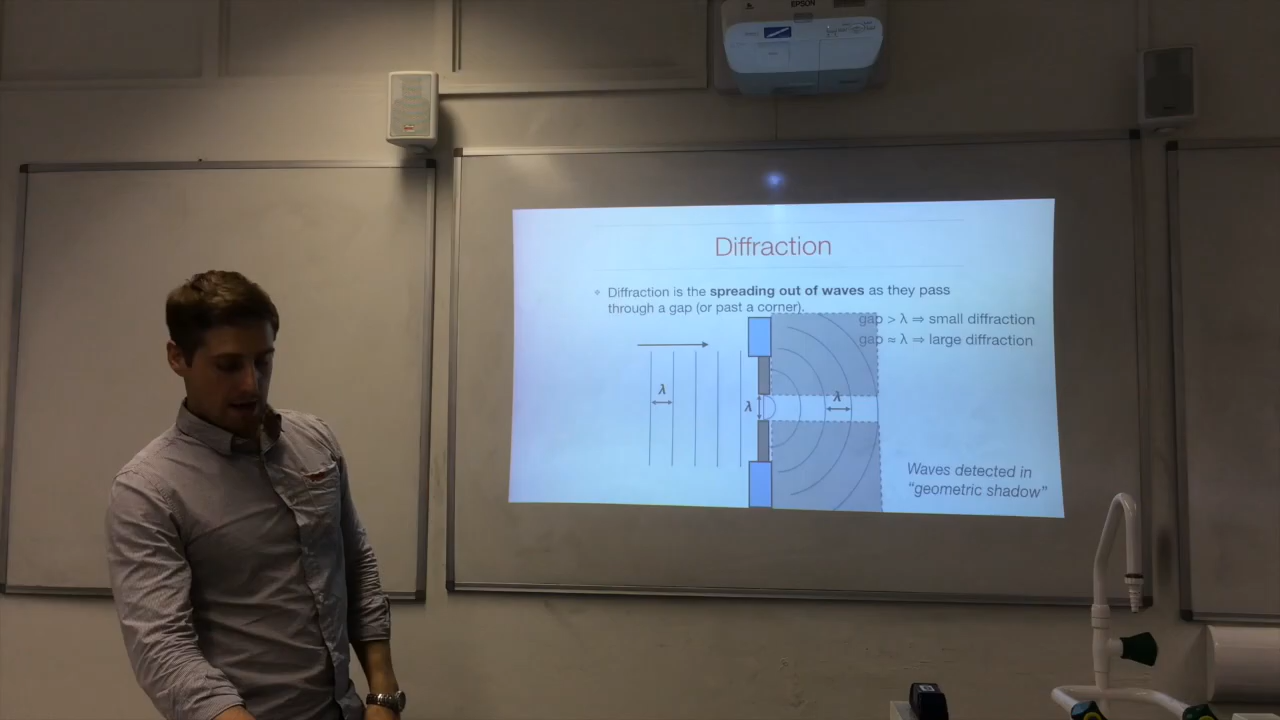 EPSON
Diffraction
Diffraction is the spreading out of waves as they pass
through a gap (or past a corner).
gap > λ ⇒ small diffraction
gap ≈ λ ⇒ large diffraction
λ
λ
λ
Waves detected in
“geometric shadow”